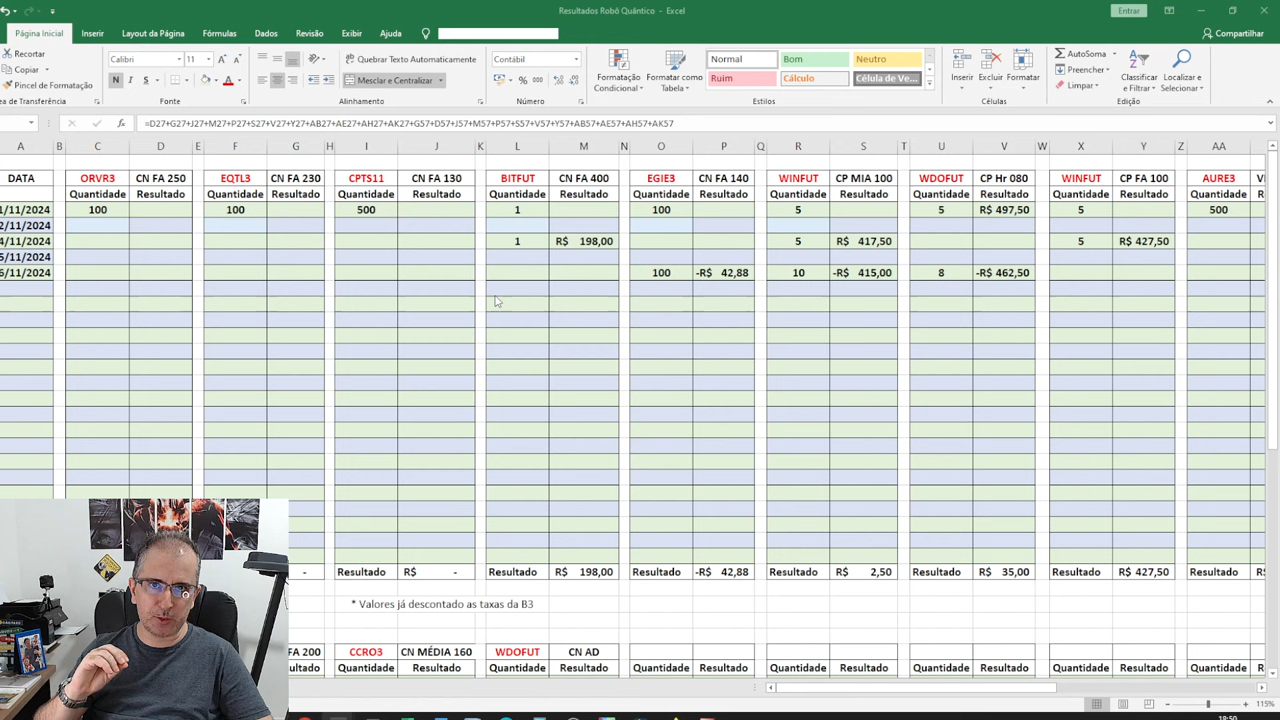 Resultados Robô Quântico - Excel
Entrar
Página Inicial Inserir Layout da Página Fórmulas Dados Revisão Exibir Ajuda
Compartilhar
Recortar
Copiar
Pincel de Formatação
Calibri 11
N I S
Quebrar Texto Automaticamente
Mesclar e Centralizar
Contábil
% 000
Formatação Condicional
Formatar como Tabela
Normal Bom Neutro
Ruim Cálculo Célula de Ve...
Inserir Excluir Formatar
AutoSoma
Preencher
Limpar
Classificar e Filtrar
Localizar e Selecionar
ea de Transferência Fonte Alinhamento Número Estilos Células Edição
=D27+G27+J27+M27+P27+S27+V27+Y27+AB27+AE27+AH27+AK27+G57+D57+J57+M57+P57+S57+V57+Y57+AB57+AE57+AH57+AK57
A B C D E F G H I J K L M N O P Q R S T U V W X Y Z AA
DATA ORVR3 CN FA 250 EQTL3 CN FA 230 CPTS11 CN FA 130 BITFUT CN FA 400 EGIE3 CN FA 140 WINFUT CP MIA 100 WDOFUT CP Hr 080 WINFUT CP FA 100 AURE3
Quantidade Resultado Quantidade Resultado Quantidade Resultado Quantidade Resultado Quantidade Resultado Quantidade Resultado Quantidade Resultado Quantidade Resultado Quantidade
1/11/2024 100 100 500 1 100 5 5 R$ 497,50 5 500
2/11/2024
4/11/2024 1 R$ 198,00 5 R$ 417,50 5 R$ 427,50
5/11/2024
6/11/2024 100 -R$ 42,88 10 -R$ 415,00 8 -R$ 462,50
- Resultado R$ - Resultado R$ 198,00 Resultado -R$ 42,88 Resultado R$ 2,50 Resultado R$ 35,00 Resultado R$ 427,50 Resultado
* Valores já descontado as taxas da B3
FA 200 CCRO3 CN MÉDIA 160 WDOFUT CN AD
Resultado Quantidade Resultado Quantidade Resultado Quantidade Resultado Quantidade Resultado Quantidade Resultado Quantidade Resultado Quantidade
115%
18:50